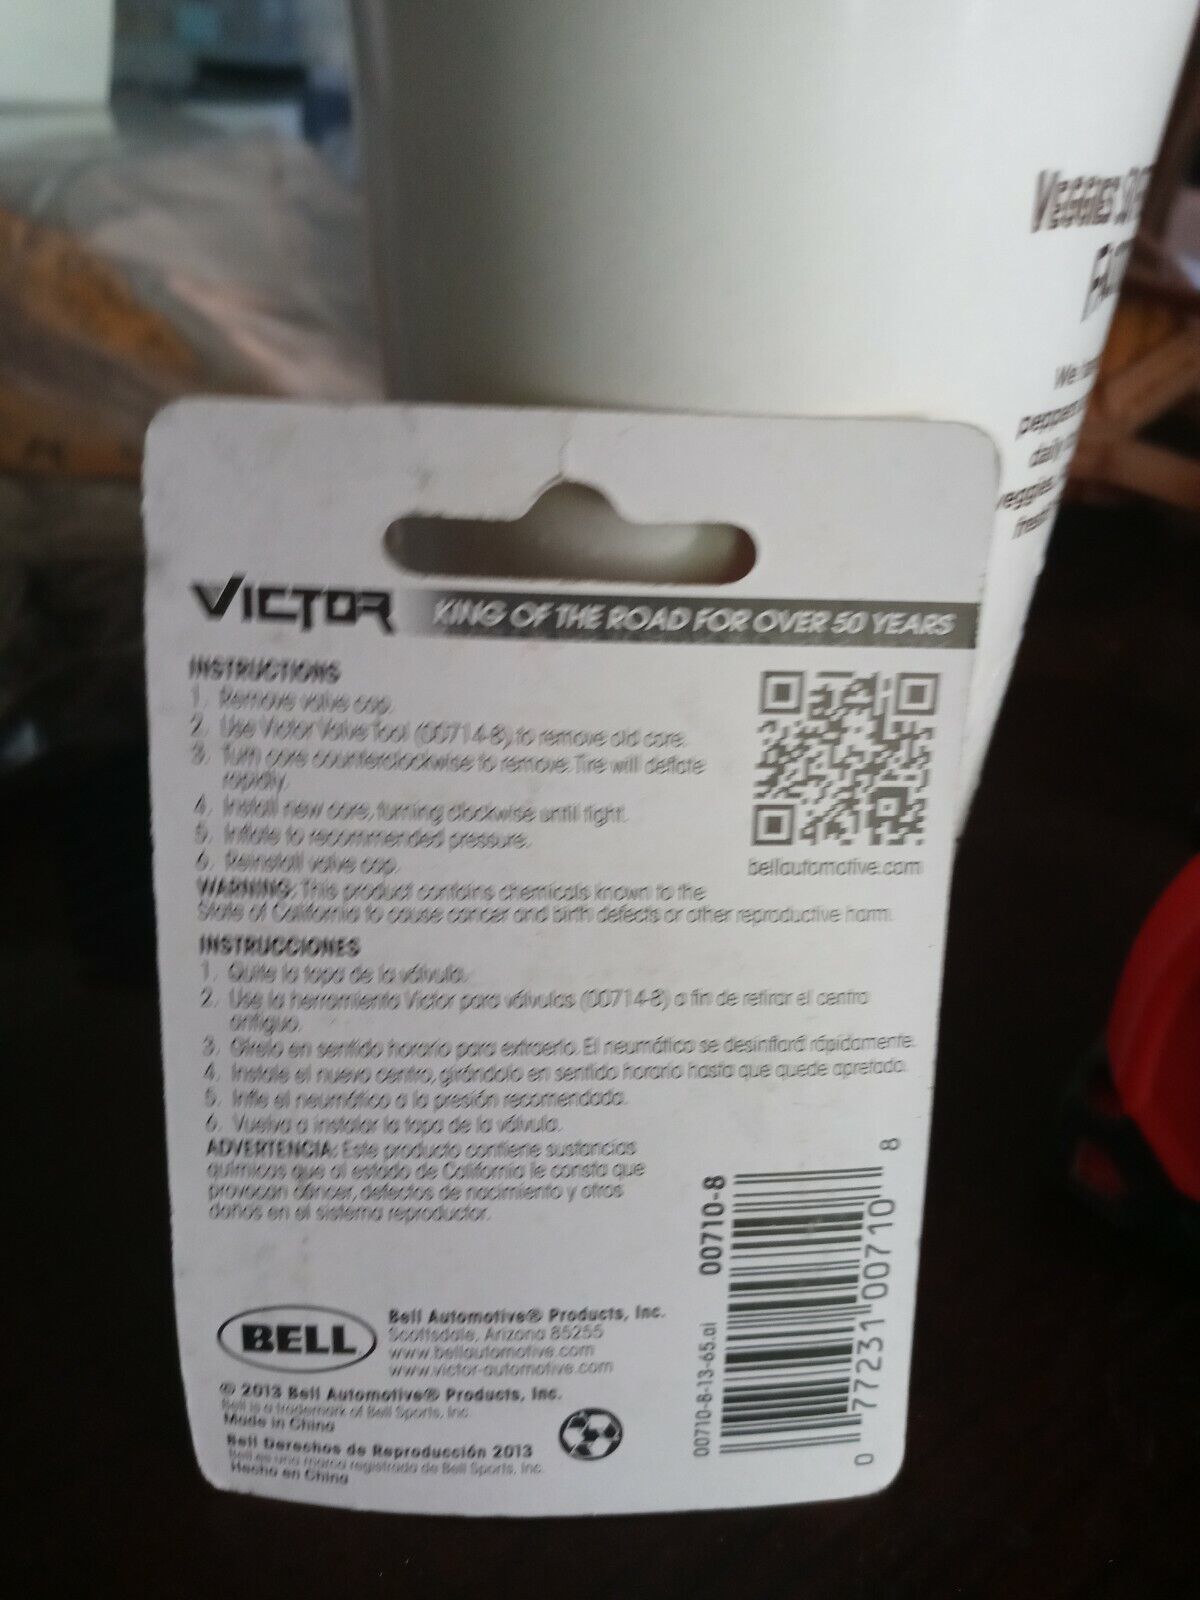 VEGGIES
We
peppers
daily
veggies
fresh
VICTOR KING OF THE ROAD FOR OVER 50 YEARS
INSTRUCTIONS
1. Remove valve cap.
2. Use Victor Valve Tool (00714-8), to remove old core.
3. Turn core counterclockwise to remove. Tire will deflate
rapidly.
4. Install new core, turning clockwise until tight.
5. Inflate to recommended pressure.
6. Reinstall valve cap.
bellautomotive.com
WARNING: This product contains chemicals known to the
State of California to cause cancer and birth defects or other reproductive harm.
INSTRUCCIONES
1. Quite la tapa de la válvula.
2. Use la herramienta Victor para válvulas (00714-8) a fin de retirar el centro
antiguo.
3. Gírelo en sentido horario para extraerlo. El neumático se desinflará rápidamente.
4. Instale el nuevo centro, girándolo en sentido horario hasta que quede apretado.
5. Infle el neumático a la presión recomendada.
6. Vuelva a instalar la tapa de la válvula.
ADVERTENCIA: Este producto contiene sustancias
químicas que al estado de California le consta que
provocan cáncer, defectos de nacimiento y otros
daños en el sistema reproductor.
BELL
Bell Automotive® Products, Inc.
Scottsdale, Arizona 85255
www.bellautomotive.com
www.victor-automotive.com
© 2013 Bell Automotive® Products, Inc.
Bell is a trademark of Bell Sports, Inc.
Made in China
Bell Derechos de Reproducción 2013
Bell es una marca registrada de Bell Sports, Inc.
Hecho en China
00710-8-13-65.ai
00710-8
0 77231 00710 8